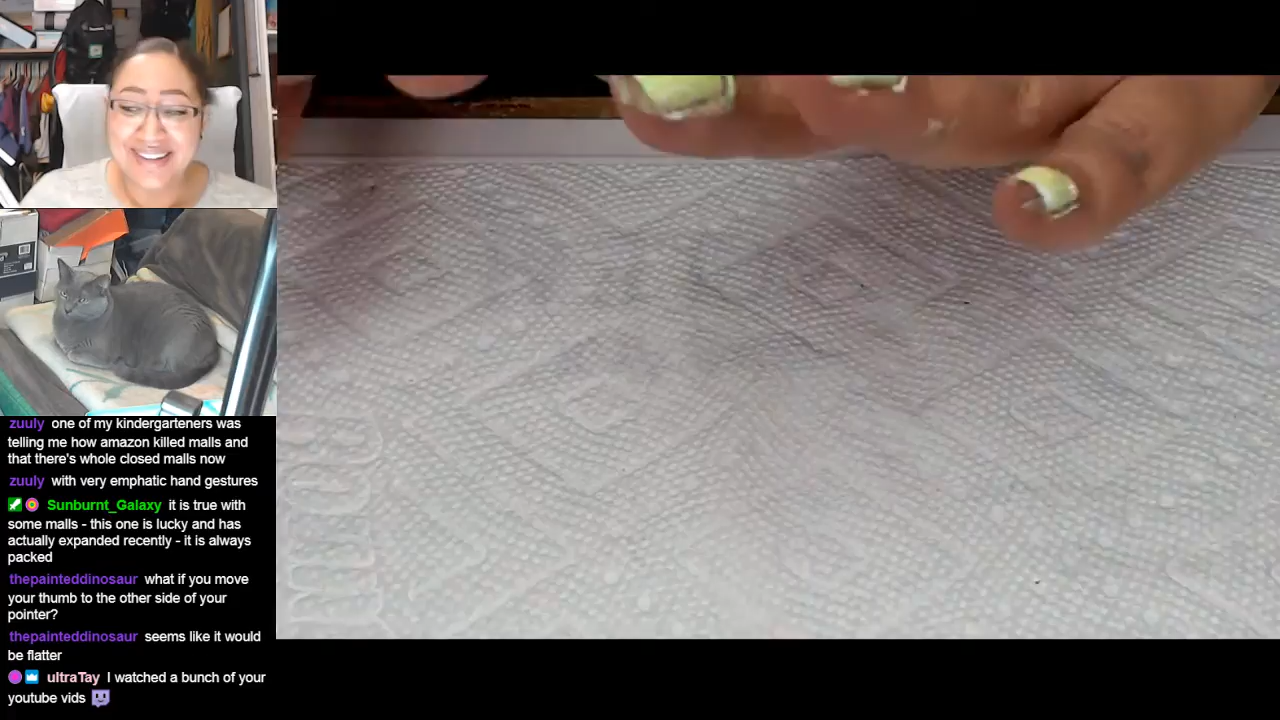 zuuly one of my kindergarteners was
telling me how amazon killed malls and
that there's whole closed malls now
zuuly with very emphatic hand gestures
Sunburnt_Galaxy it is true with
some malls - this one is lucky and has
actually expanded recently - it is always
packed
thepainteddinosaur what if you move
your thumb to the other side of your
pointer?
thepainteddinosaur seems like it would
be flatter
ultraTay I watched a bunch of your
youtube vids